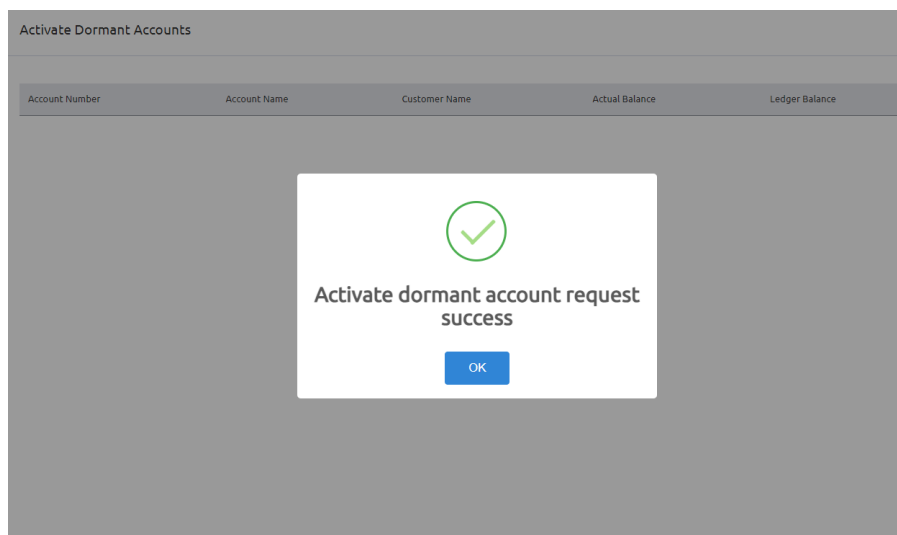 Activate Dormant Accounts
Account Number Account Name Customer Name Actual Balance Ledger Balance
Activate dormant account request
success
OK